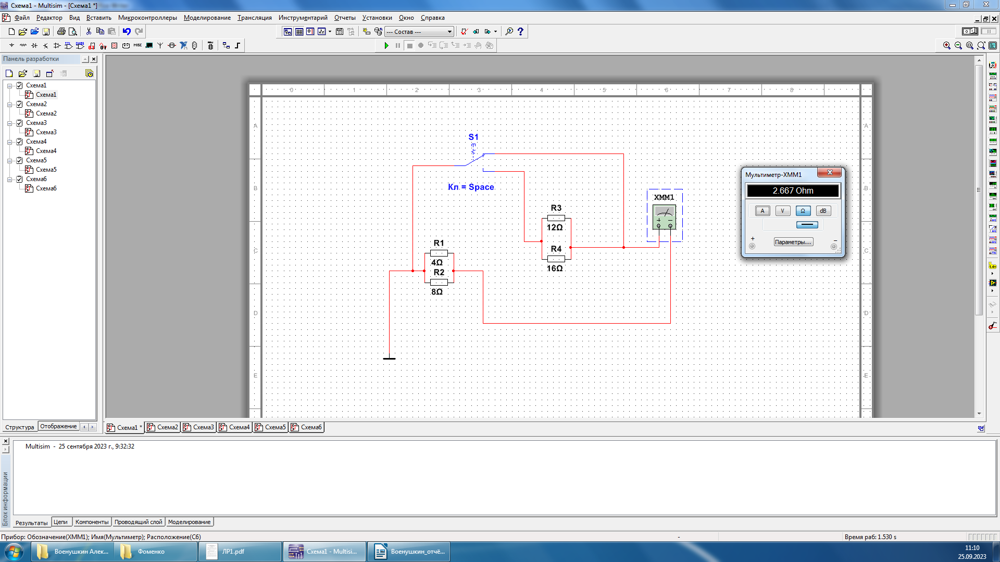 Схема1 - Multisim - [Схема1 *]
Файл Редактор Вид Вставить Микроконтроллеры Моделирование Трансляция Инструментарий Отчеты Установки Окно Справка
--- Состав ---
MISC
Панель разработки
Схема1
Схема1
Схема2
Схема2
Схема3
Схема3
Схема4
Схема4
Схема5
Схема5
Схема6
Схема6
Структура Отображение
0 1 2 3 4 5 6 7 8
A A
B B
C C
D D
E E
S1
Кл = Space
R3
12Ω
R4
16Ω
R1
4Ω
R2
8Ω
XMM1
+ −
Мультиметр-XMM1
2.667 Ohm
A V Ω dB
+ −
Параметры...
Схема1 * Схема2 Схема3 Схема4 Схема5 Схема6
Блок информации
Multisim - 25 сентября 2023 г., 9:32:32
Результаты Цепи Компоненты Проводящий слой Моделирование
Прибор: Обозначение(XMM1); Имя(Мультиметр); Расположение(C6)
-
Время раб: 1.530 s
Военушкин Алек...
Фоменко
ЛР1.pdf
Схема1 - Multisi...
Военушкин_отчё...
11:10
25.09.2023